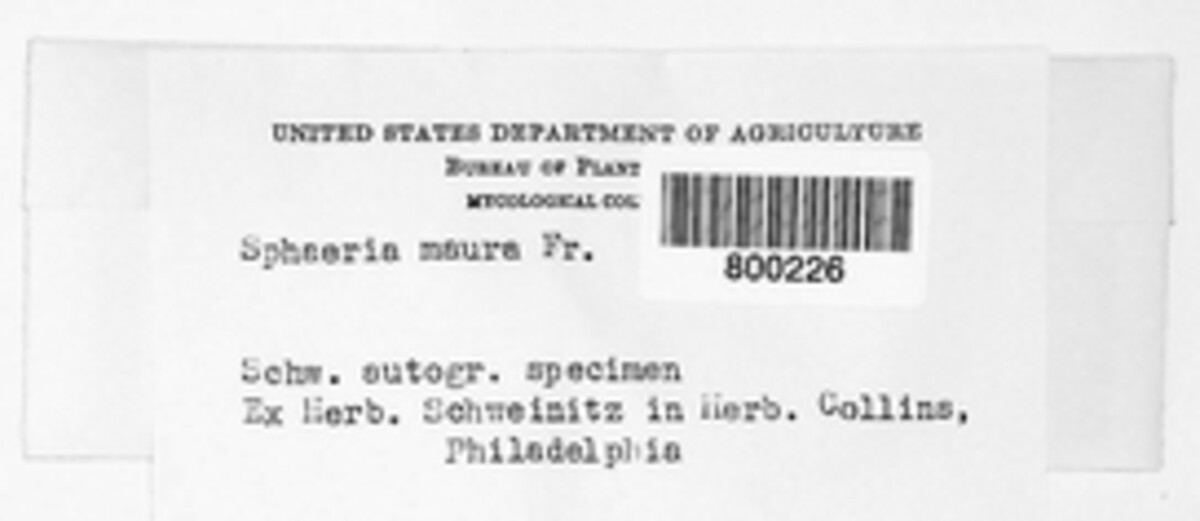 UNITED STATES DEPARTMENT OF AGRICULTURE
BUREAU OF PLANT
MYCOLOGICAL COL
Sphaeria maura Fr.
800226
Schw. autogr. specimen
Ex Herb. Schweinitz in Herb. Collins,
Philadelphia